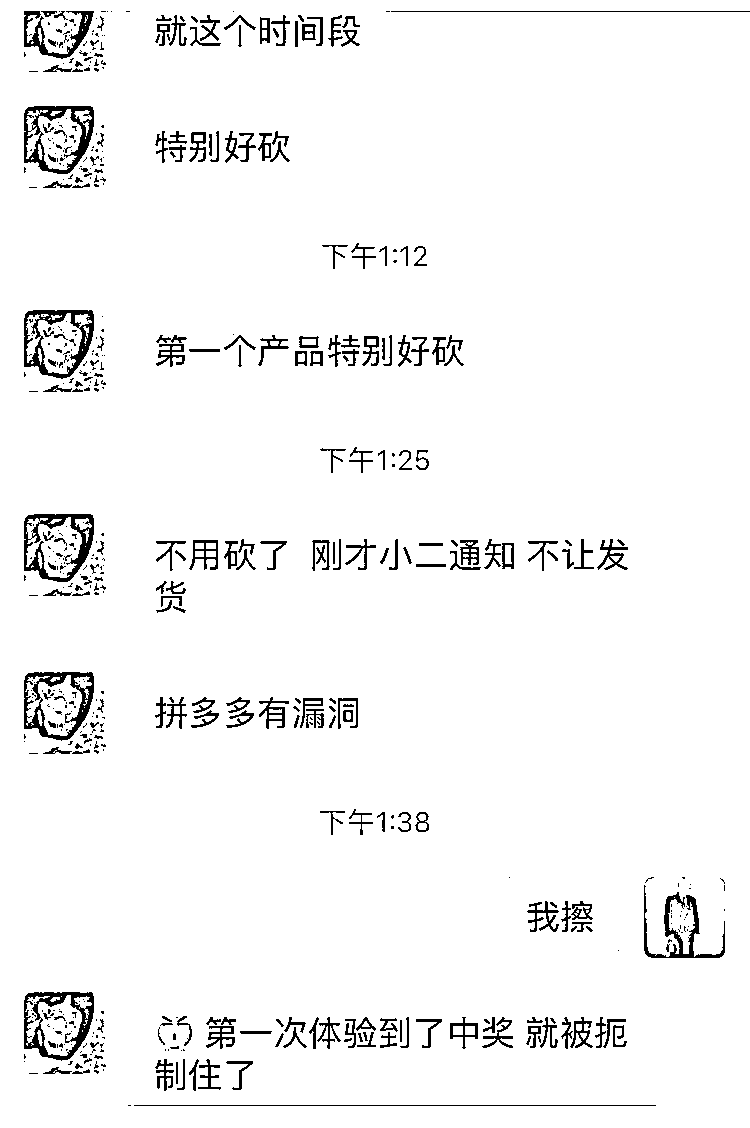 就这个时间段
特别好砍
下午1:12
第一个产品特别好砍
下午1:25
不用砍了 刚才小二通知 不让发
货
拼多多有漏洞
下午1:38
我擦
第一次体验到了中奖 就被扼
制住了